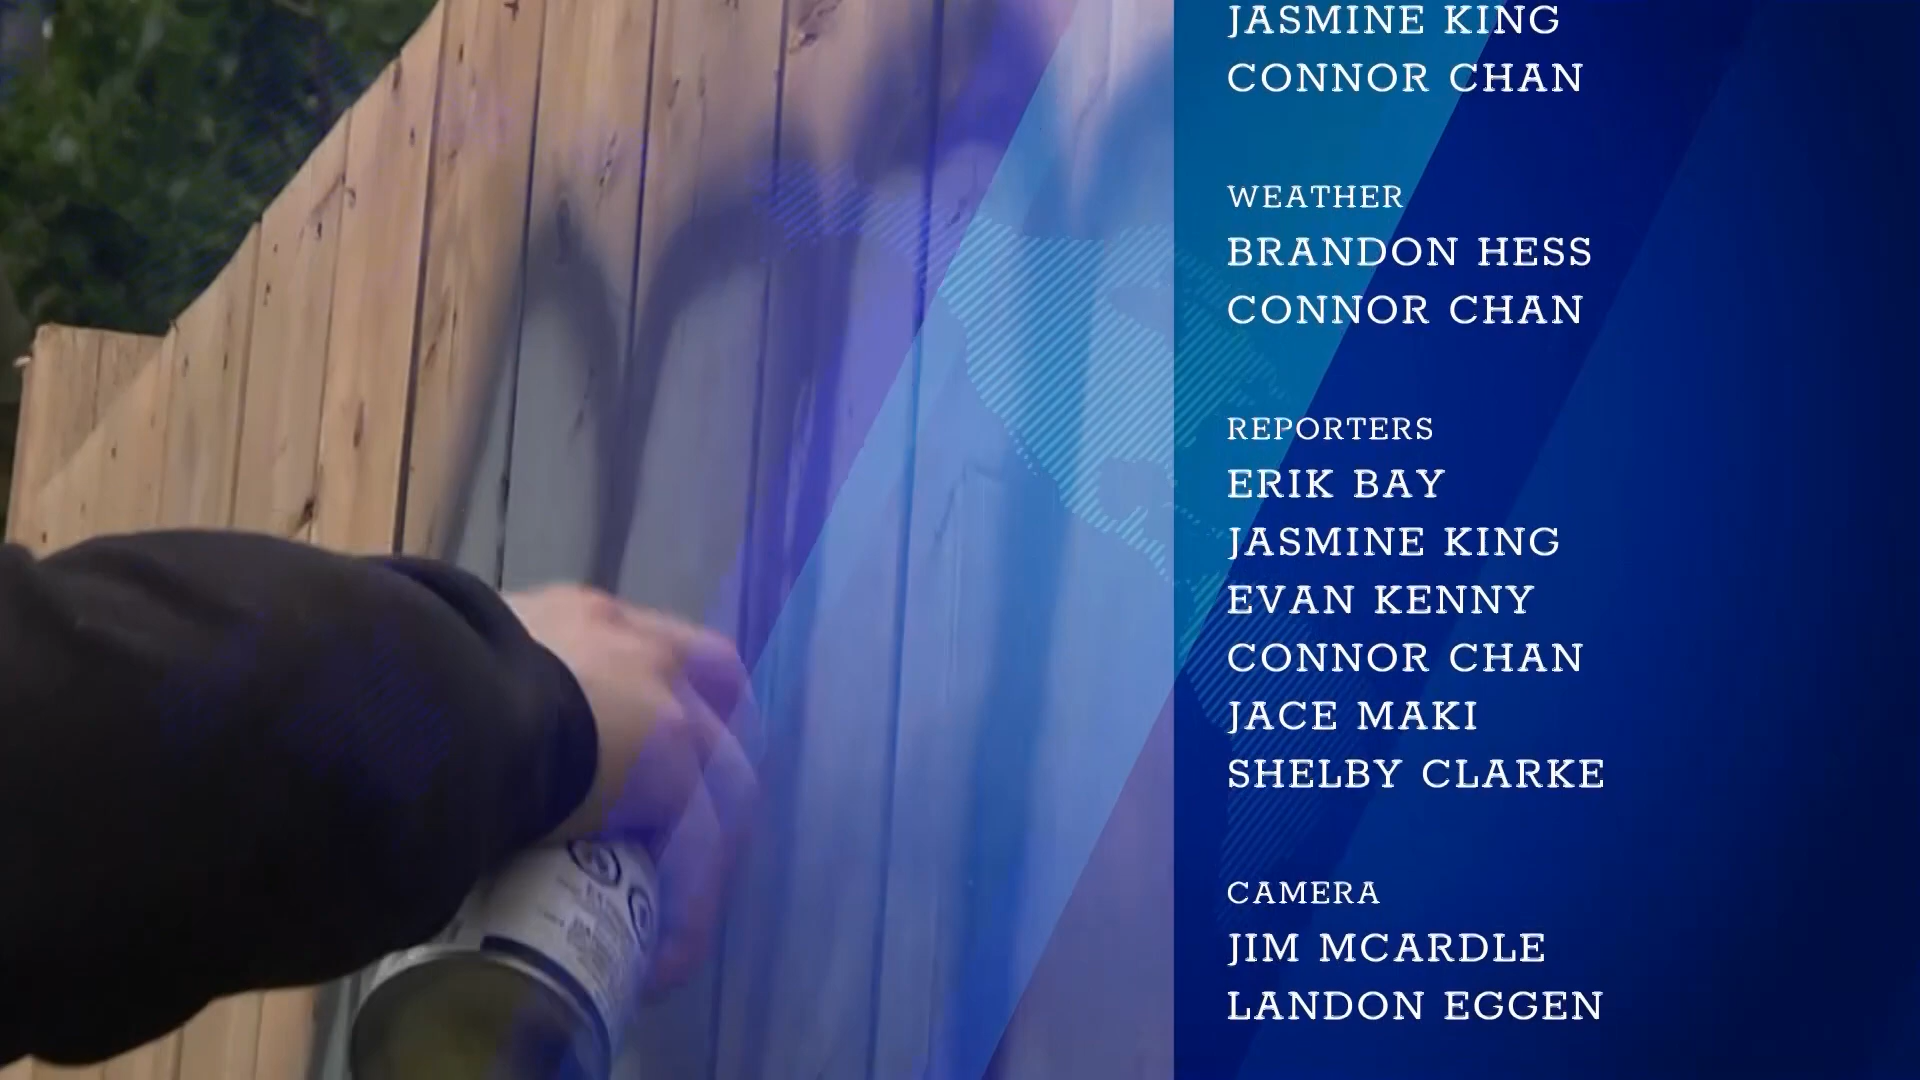 JASMINE KING
CONNOR CHAN
WEATHER
BRANDON HESS
CONNOR CHAN
REPORTERS
ERIK BAY
JASMINE KING
EVAN KENNY
CONNOR CHAN
JACE MAKI
SHELBY CLARKE
CAMERA
JIM MCARDLE
LANDON EGGEN